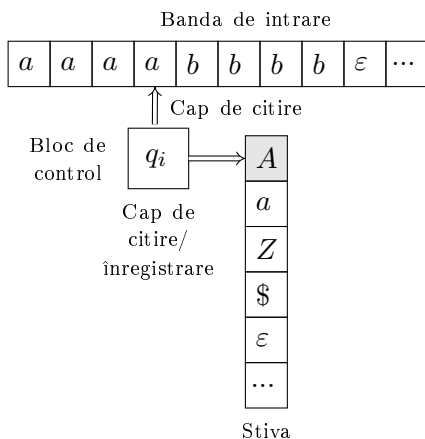 Banda de intrare
a a a a b b b b ε ...
Cap de citire
Bloc de
control
q_i
A
Cap de
citire/
înregistrare
a
Z
$
ε
...
Stiva